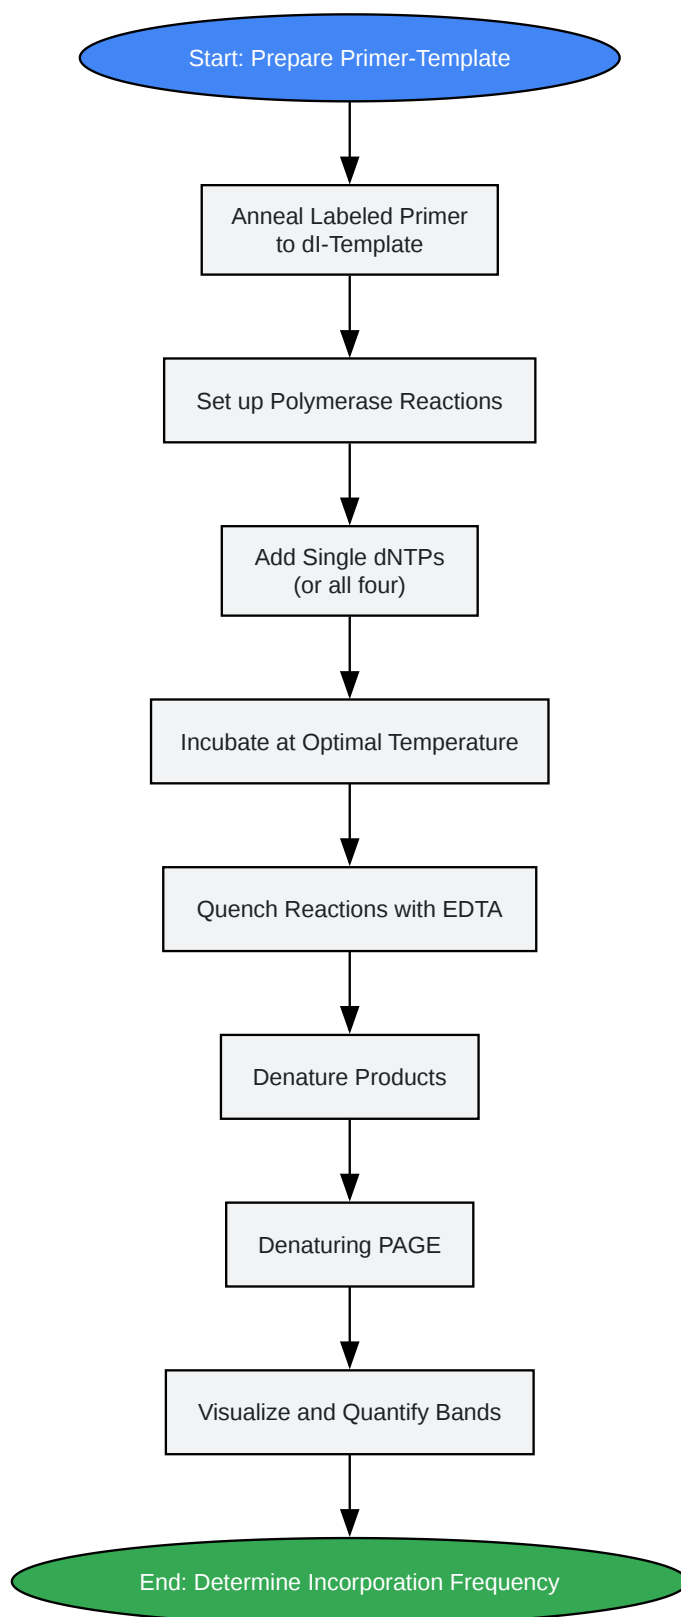 Start: Prepare Primer-Template
Anneal Labeled Primer
to dI-Template
Set up Polymerase Reactions
Add Single dNTPs
(or all four)
Incubate at Optimal Temperature
Quench Reactions with EDTA
Denature Products
Denaturing PAGE
Visualize and Quantify Bands
End: Determine Incorporation Frequency